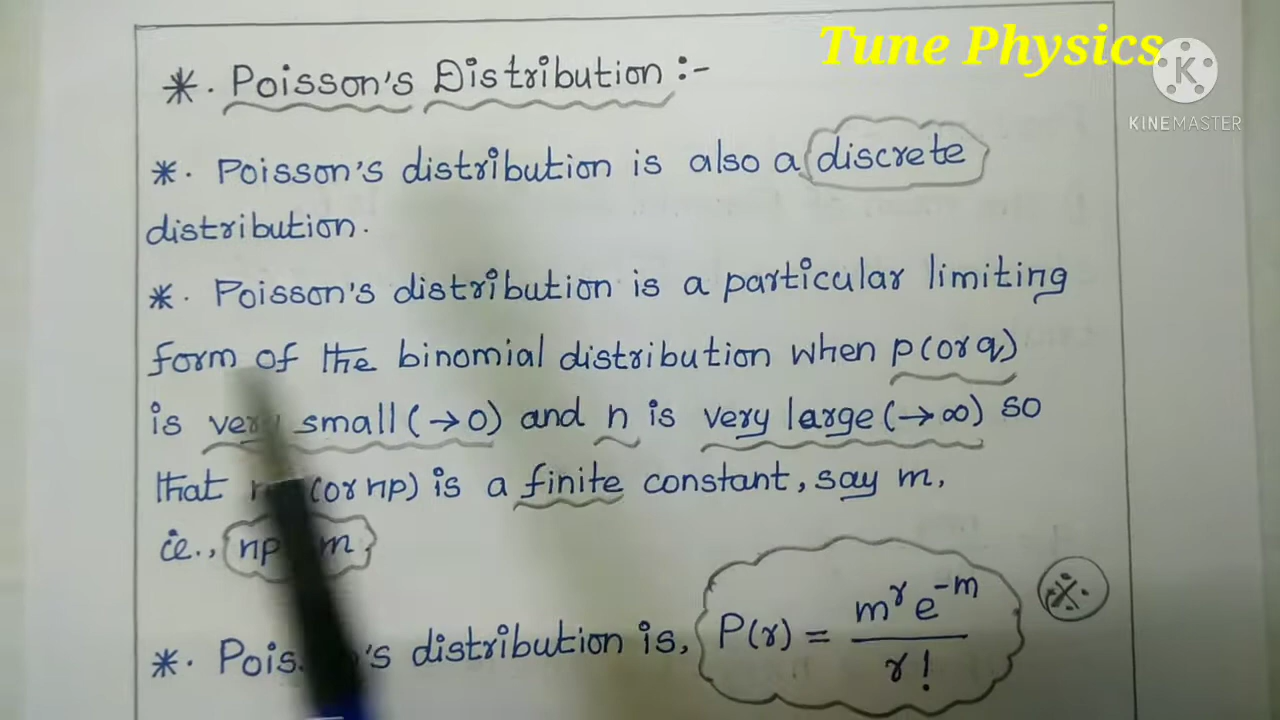 Tune Physics
KINEMASTER
*. Poisson's Distribution :-
*. Poisson's distribution is also a discrete
distribution.
*. Poisson's distribution is a particular limiting
form of the binomial distribution when p(or q)
is very small (→0) and n is very large (→∞) so
that (or np) is a finite constant, say m,
ie., np m
*. Poisson's distribution is, P(r) = m^r e^-m / r!